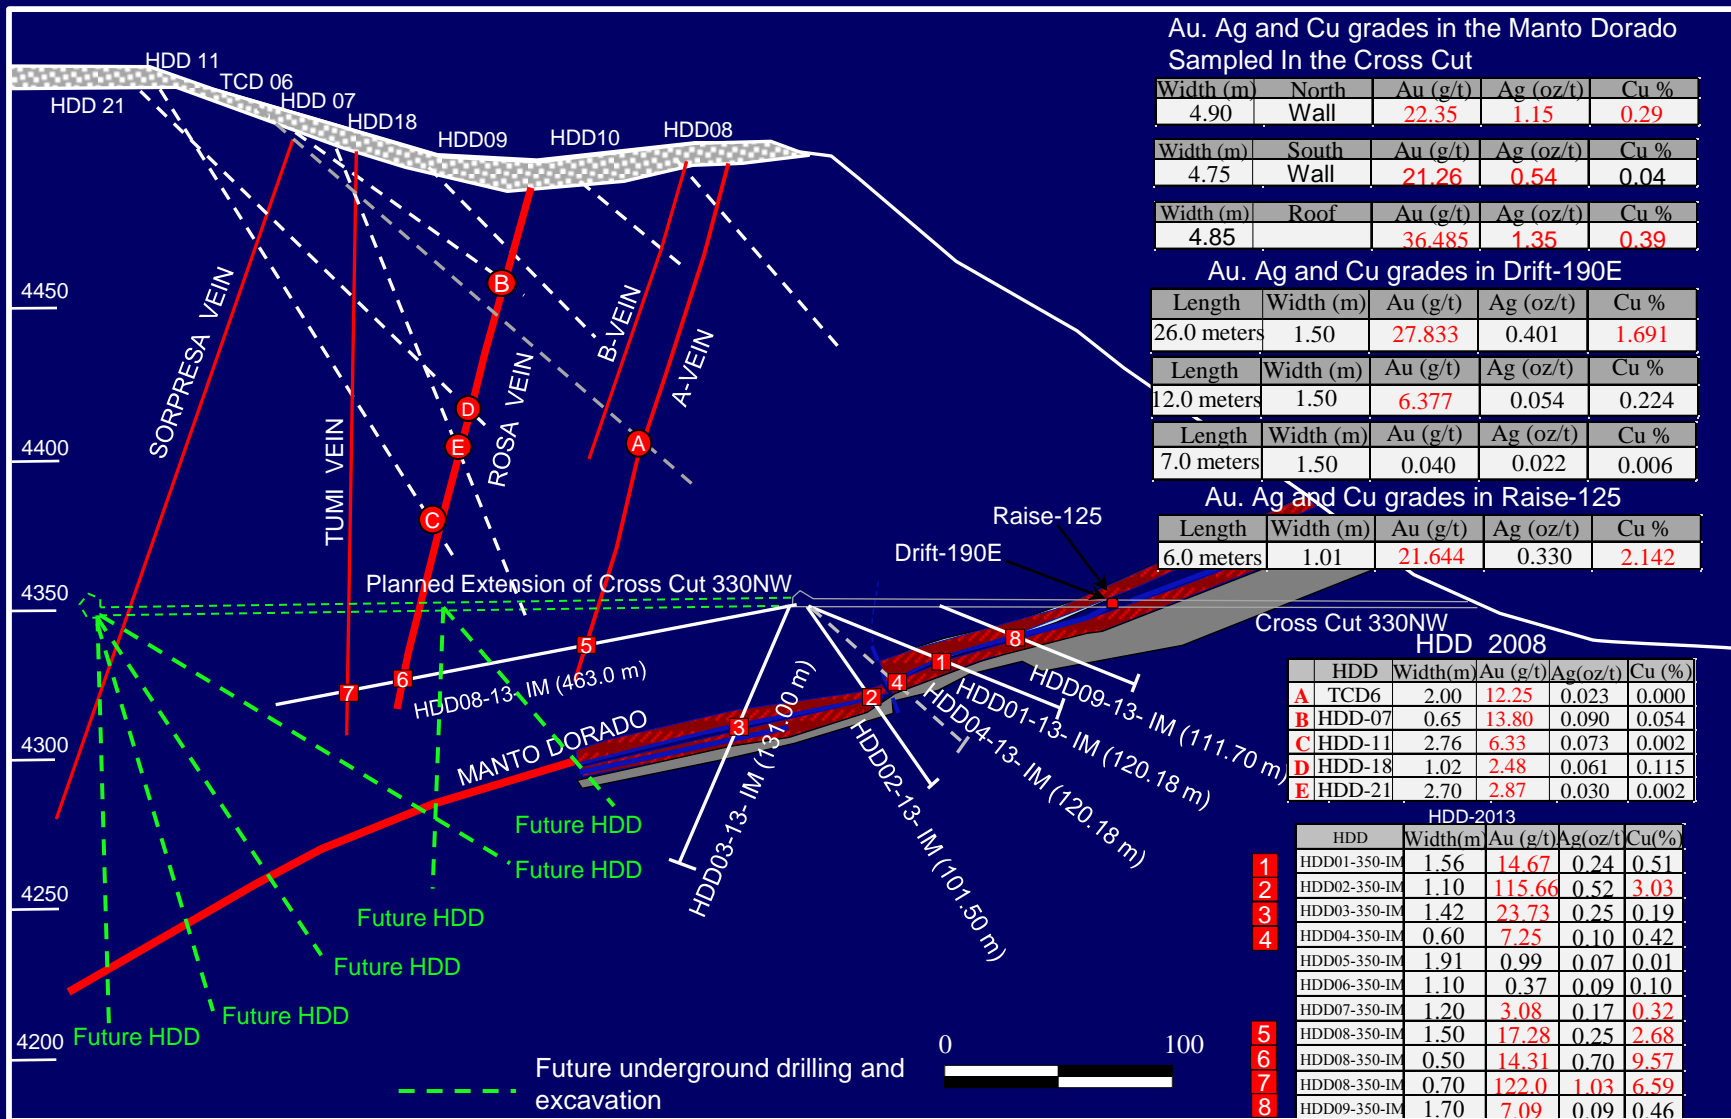 Au. Ag and Cu grades in the Manto Dorado
Sampled In the Cross Cut
Width (m) North Au (g/t) Ag (oz/t) Cu %
4.90 Wall 22.35 1.15 0.29
Width (m) South Au (g/t) Ag (oz/t) Cu %
4.75 Wall 21.26 0.54 0.04
Width (m) Roof Au (g/t) Ag (oz/t) Cu %
4.85 36.485 1.35 0.39
Au. Ag and Cu grades in Drift-190E
Length Width (m) Au (g/t) Ag (oz/t) Cu %
26.0 meters 1.50 27.833 0.401 1.691
Length Width (m) Au (g/t) Ag (oz/t) Cu %
12.0 meters 1.50 6.377 0.054 0.224
Length Width (m) Au (g/t) Ag (oz/t) Cu %
7.0 meters 1.50 0.040 0.022 0.006
Au. Ag and Cu grades in Raise-125
Length Width (m) Au (g/t) Ag (oz/t) Cu %
6.0 meters 1.01 21.644 0.330 2.142
HDD 11
TCD 06
HDD 21
HDD 07
HDD18
HDD09
HDD10
HDD08
4450
4400
4350
4300
4250
4200
SORPRESA VEIN
TUMI VEIN
ROSA VEIN
B-VEIN
A-VEIN
B
D
E
A
C
Raise-125
Drift-190E
Planned Extension of Cross Cut 330NW
Cross Cut 330NW
5
6
7
8
1
4
2
3
HDD08-13- IM (463.0 m)
MANTO DORADO
HDD03-13- IM (131.00 m)
HDD02-13- IM (101.50 m)
HDD04-13- IM (120.18 m)
HDD01-13- IM (120.18 m)
HDD09-13- IM (111.70 m)
Future HDD
Future HDD
Future HDD
Future HDD
Future HDD
Future HDD
HDD 2008
HDD Width(m) Au (g/t) Ag(oz/t) Cu (%)
A TCD6 2.00 12.25 0.023 0.000
B HDD-07 0.65 13.80 0.090 0.054
C HDD-11 2.76 6.33 0.073 0.002
D HDD-18 1.02 2.48 0.061 0.115
E HDD-21 2.70 2.87 0.030 0.002
HDD-2013
HDD Width(m) Au (g/t) Ag(oz/t Cu(%)
1 HDD01-350-IM 1.56 14.67 0.24 0.51
2 HDD02-350-IM 1.10 115.66 0.52 3.03
3 HDD03-350-IM 1.42 23.73 0.25 0.19
4 HDD04-350-IM 0.60 7.25 0.10 0.42
HDD05-350-IM 1.91 0.99 0.07 0.01
HDD06-350-IM 1.10 0.37 0.09 0.10
HDD07-350-IM 1.20 3.08 0.17 0.32
5 HDD08-350-IM 1.50 17.28 0.25 2.68
6 HDD08-350-IM 0.50 14.31 0.70 9.57
7 HDD08-350-IM 0.70 122.0 1.03 6.59
8 HDD09-350-IM 1.70 7.09 0.09 0.46
0 100
Future underground drilling and
excavation